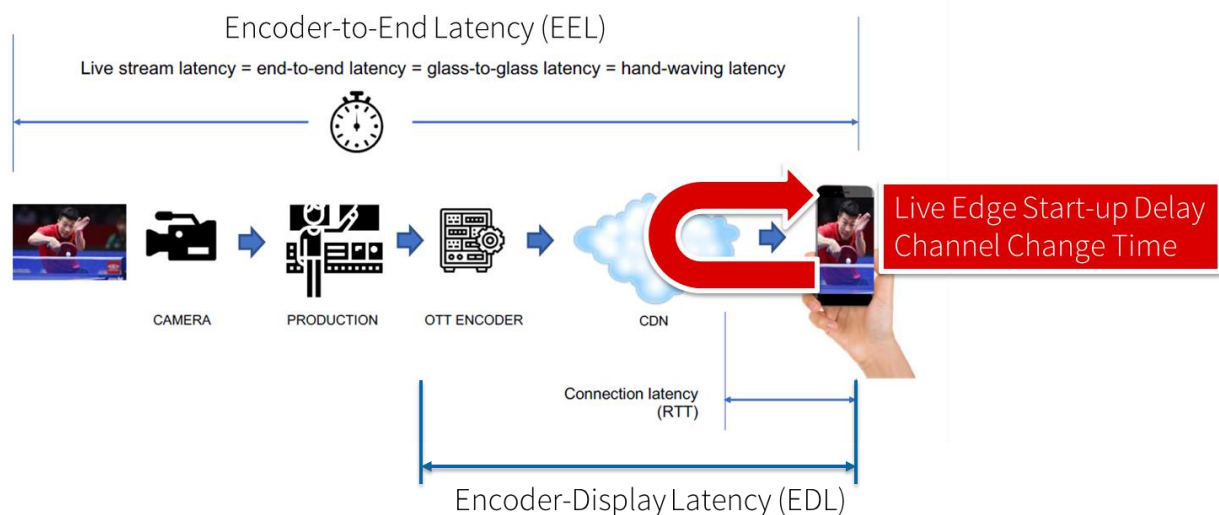 Encoder-to-End Latency (EEL)
Live stream latency = end-to-end latency = glass-to-glass latency = hand-waving latency
Live Edge Start-up Delay
Channel Change Time
CAMERA
PRODUCTION
OTT ENCODER
CDN
Connection latency
(RTT)
Encoder-Display Latency (EDL)